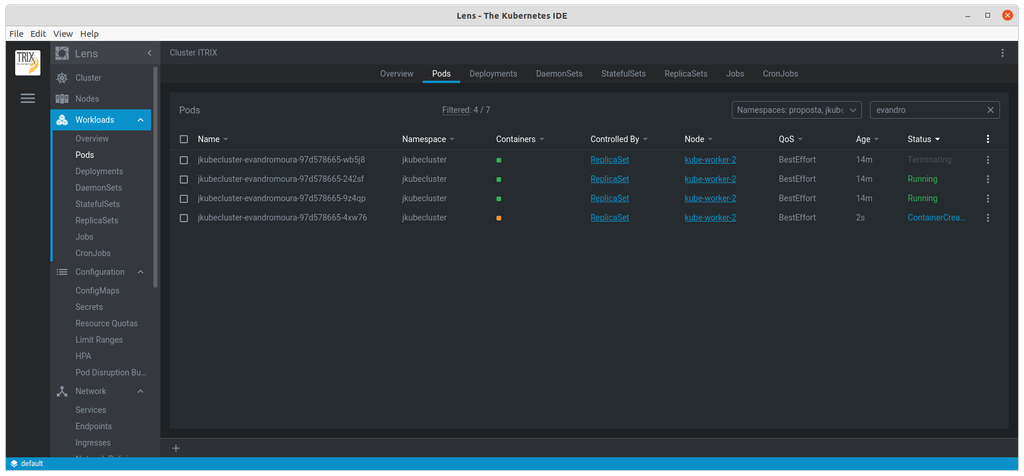 Lens - The Kubernetes IDE
File Edit View Help
TRIX
Lens
Cluster
Nodes
Workloads
Overview
Pods
Deployments
DaemonSets
StatefulSets
ReplicaSets
Jobs
CronJobs
Configuration
ConfigMaps
Secrets
Resource Quotas
Limit Ranges
HPA
Pod Disruption Bu...
Network
Services
Endpoints
Ingresses
Cluster ITRIX
Overview Pods Deployments DaemonSets StatefulSets ReplicaSets Jobs CronJobs
Pods Filtered: 4 / 7 Namespaces: proposta, jkube evandro
Name Namespace Containers Controlled By Node QoS Age Status
jkubecluster-evandromoura-97d578665-wb5j8 jkubecluster ReplicaSet kube-worker-2 BestEffort 14m Terminating
jkubecluster-evandromoura-97d578665-242sf jkubecluster ReplicaSet kube-worker-2 BestEffort 14m Running
jkubecluster-evandromoura-97d578665-9z4qp jkubecluster ReplicaSet kube-worker-2 BestEffort 14m Running
jkubecluster-evandromoura-97d578665-4xw76 jkubecluster ReplicaSet kube-worker-2 BestEffort 2s ContainerCrea...
default